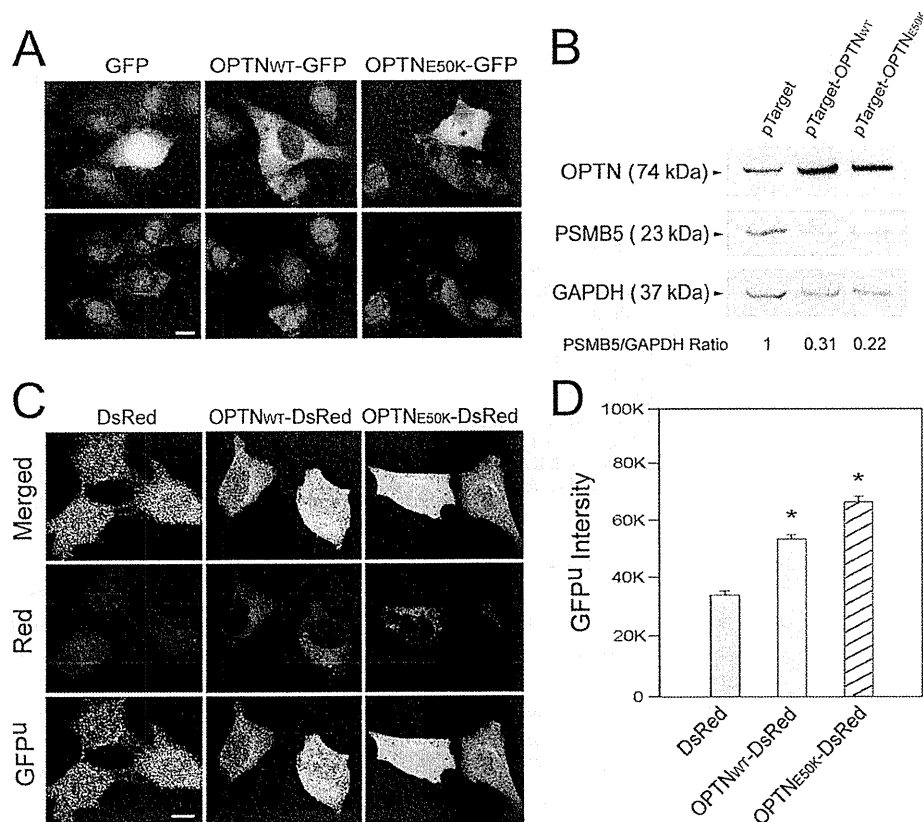 A
GFP
OPTNWT-GFP
OPTNE50K-GFP
B
pTarget
pTarget-OPTNWT
pTarget-OPTNE50K
OPTN (74 kDa)
PSMB5 ( 23 kDa)
GAPDH (37 kDa)
PSMB5/GAPDH Ratio 1 0.31 0.22
C
DsRed
OPTNWT-DsRed
OPTNE50K-DsRed
Merged
Red
GFPu
D
100K
80K
60K
40K
20K
0
GFPu Intensity
*
*
DsRed
OPTNWT-DsRed
OPTNE50K-DsRed